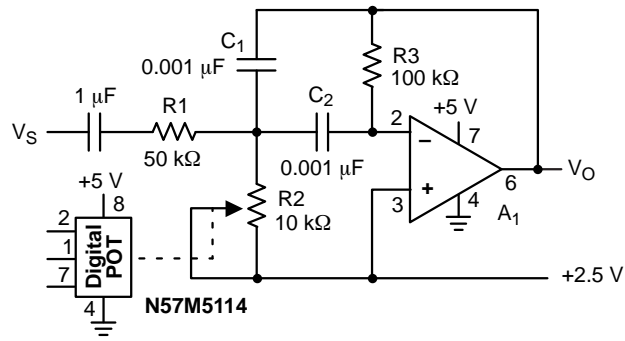 C1
0.001 μF
R3
100 kΩ
1 μF
R1
C2
+5 V
VS
2
7
50 kΩ
0.001 μF
–
+
6
VO
3
4
A1
+5 V
8
R2
10 kΩ
2
1
7
Digital
POT
4
N57M5114
+2.5 V